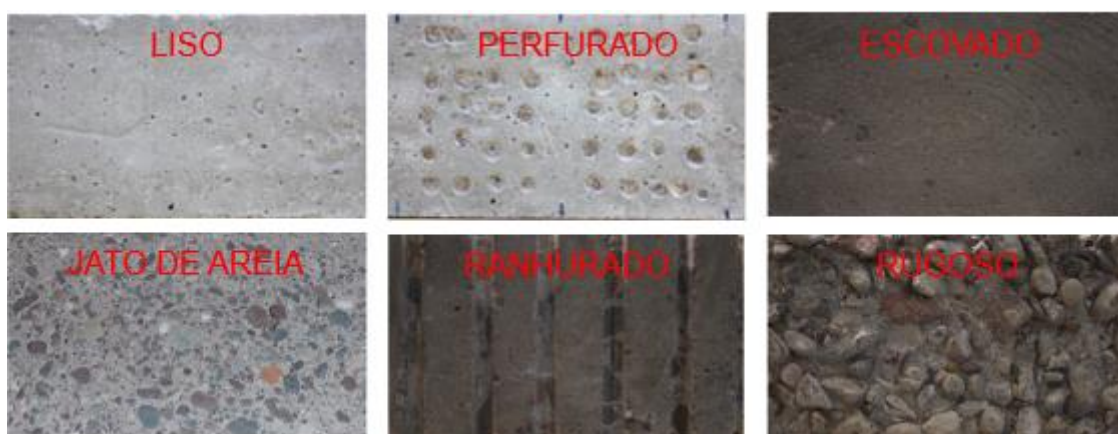 LISO
PERFURADO
ESCOVADO
JATO DE AREIA
RANHURADO
RUGOSO